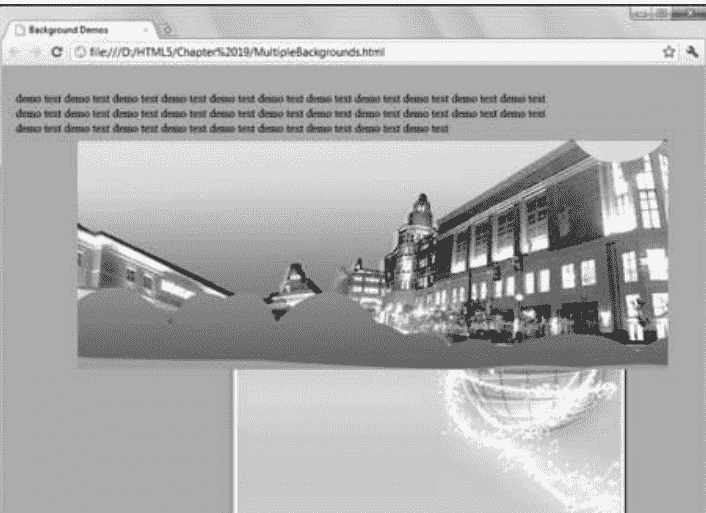 Background Demos
file:///D:/HTML5/Chapter%2019/MultipleBackgrounds.html
demo text demo text demo text demo text demo text demo text demo text demo text demo text demo text demo text
demo text demo text demo text demo text demo text demo text demo text demo text demo text demo text demo text
demo text demo text demo text demo text demo text demo text demo text demo text demo text